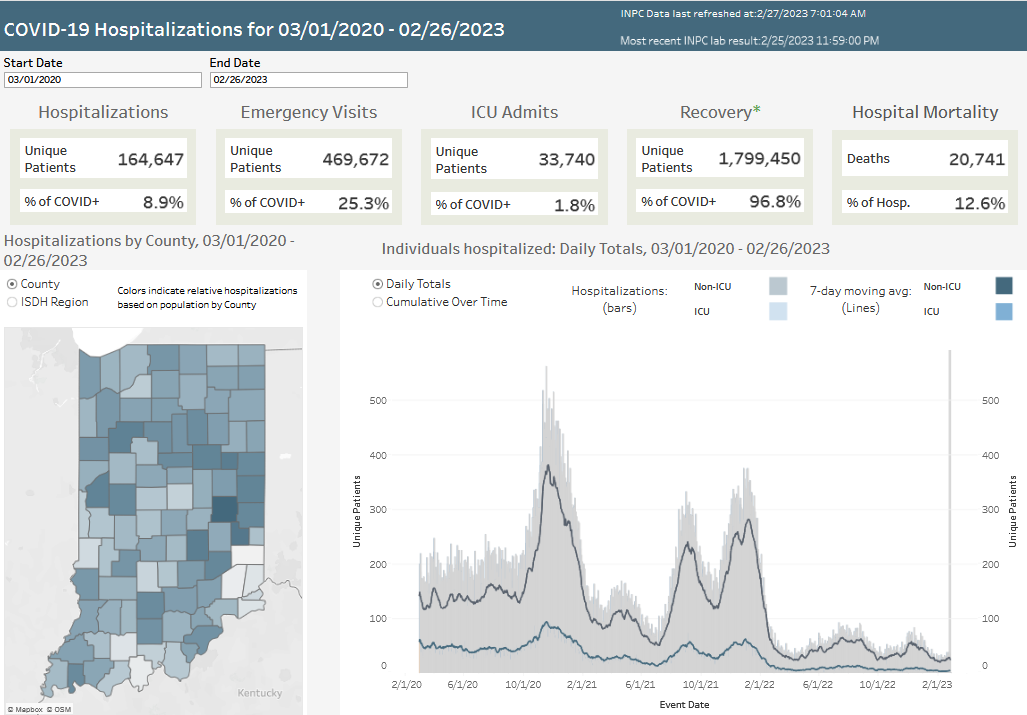 COVID-19 Hospitalizations for 03/01/2020 - 02/26/2023
INPC Data last refreshed at:2/27/2023 7:01:04 AM
Most recent INPC lab result:2/25/2023 11:59:00 PM
Start Date
End Date
03/01/2020
02/26/2023
Hospitalizations
Unique
Patients
164,647
% of COVID+
8.9%
Emergency Visits
Unique
Patients
469,672
% of COVID+
25.3%
ICU Admits
Unique
Patients
33,740
% of COVID+
1.8%
Recovery*
Unique
Patients
1,799,450
% of COVID+
96.8%
Hospital Mortality
Deaths
20,741
% of Hosp.
12.6%
Hospitalizations by County, 03/01/2020 -
02/26/2023
County
ISDH Region
Colors indicate relative hospitalizations
based on population by County
Kentucky
© Mapbox © OSM
Individuals hospitalized: Daily Totals, 03/01/2020 - 02/26/2023
Daily Totals
Cumulative Over Time
Hospitalizations:
(bars)
Non-ICU
ICU
7-day moving avg:
(Lines)
Non-ICU
ICU
Unique Patients
500
400
300
200
100
0
500
400
300
200
100
0
Unique Patients
2/1/20
6/1/20
10/1/20
2/1/21
6/1/21
10/1/21
2/1/22
6/1/22
10/1/22
2/1/23
Event Date